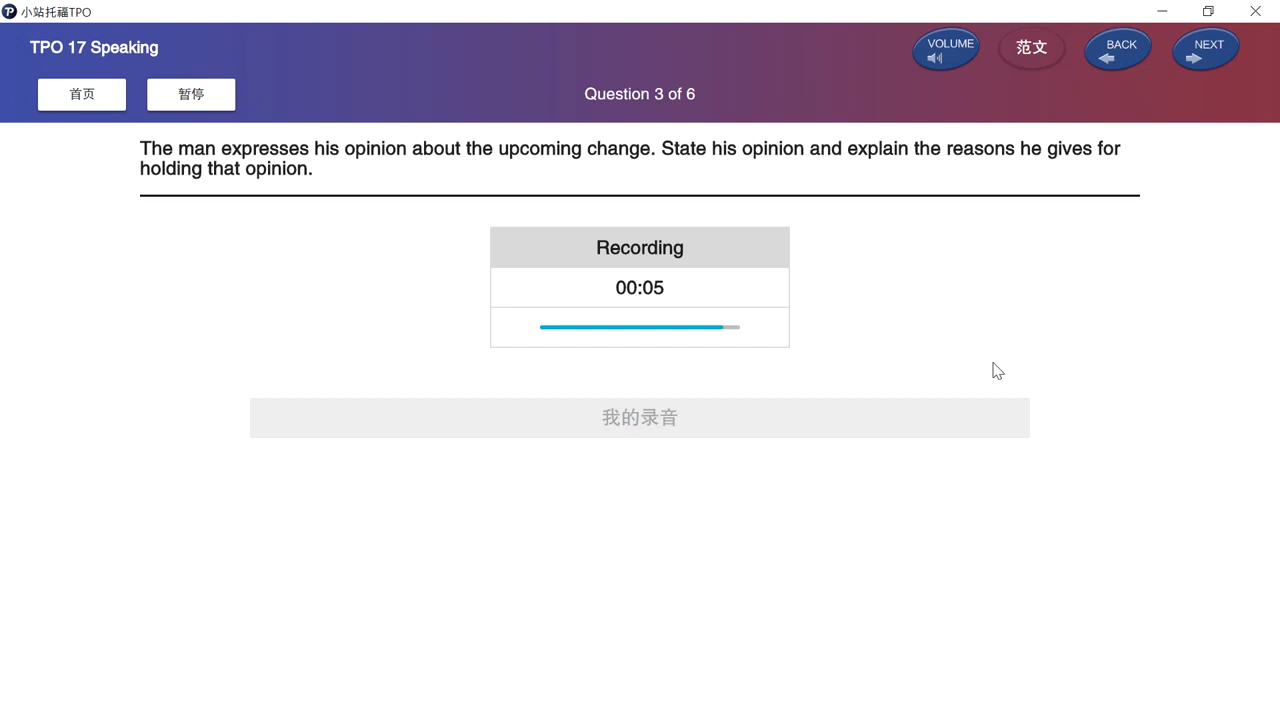 小站托福TPO
TPO 17 Speaking
VOLUME
范文
BACK
NEXT
首页
暂停
Question 3 of 6
The man expresses his opinion about the upcoming change. State his opinion and explain the reasons he gives for
holding that opinion.
Recording
00:05
我的录音